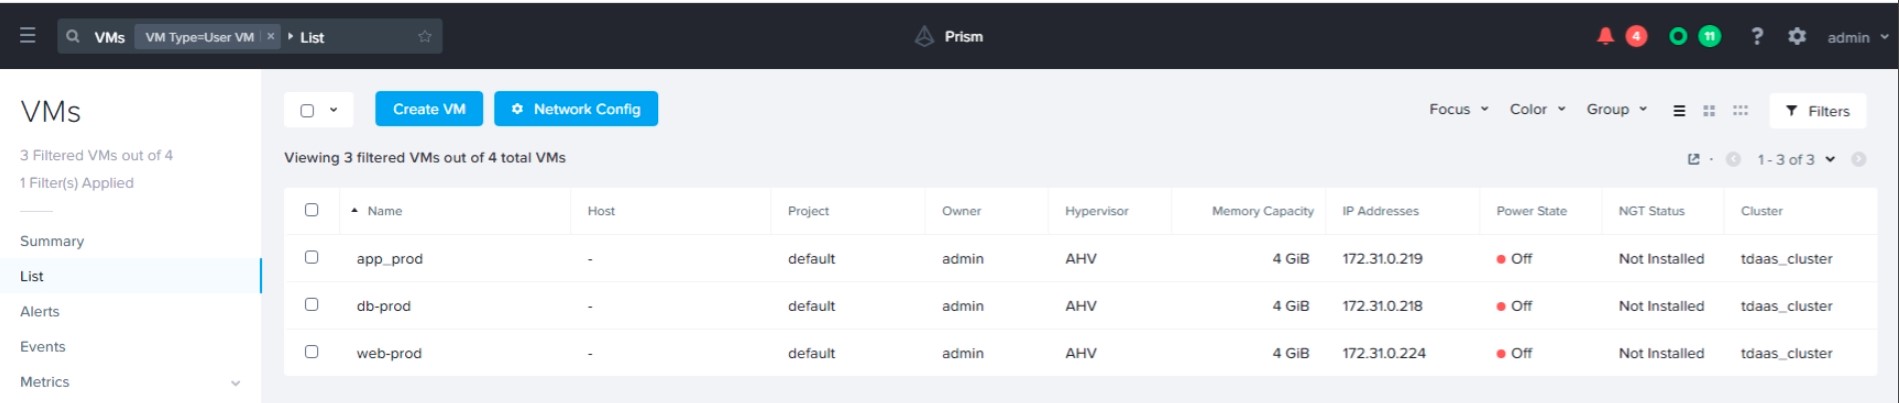 VMs VM Type=User VM × List Prism 4 11 ? admin
VMs
3 Filtered VMs out of 4
1 Filter(s) Applied
Summary
List
Alerts
Events
Metrics
Create VM Network Config Focus Color Group Filters
Viewing 3 filtered VMs out of 4 total VMs 1 - 3 of 3
Name Host Project Owner Hypervisor Memory Capacity IP Addresses Power State NGT Status Cluster
app_prod - default admin AHV 4 GiB 172.31.0.219 Off Not Installed tdaas_cluster
db-prod - default admin AHV 4 GiB 172.31.0.218 Off Not Installed tdaas_cluster
web-prod - default admin AHV 4 GiB 172.31.0.224 Off Not Installed tdaas_cluster